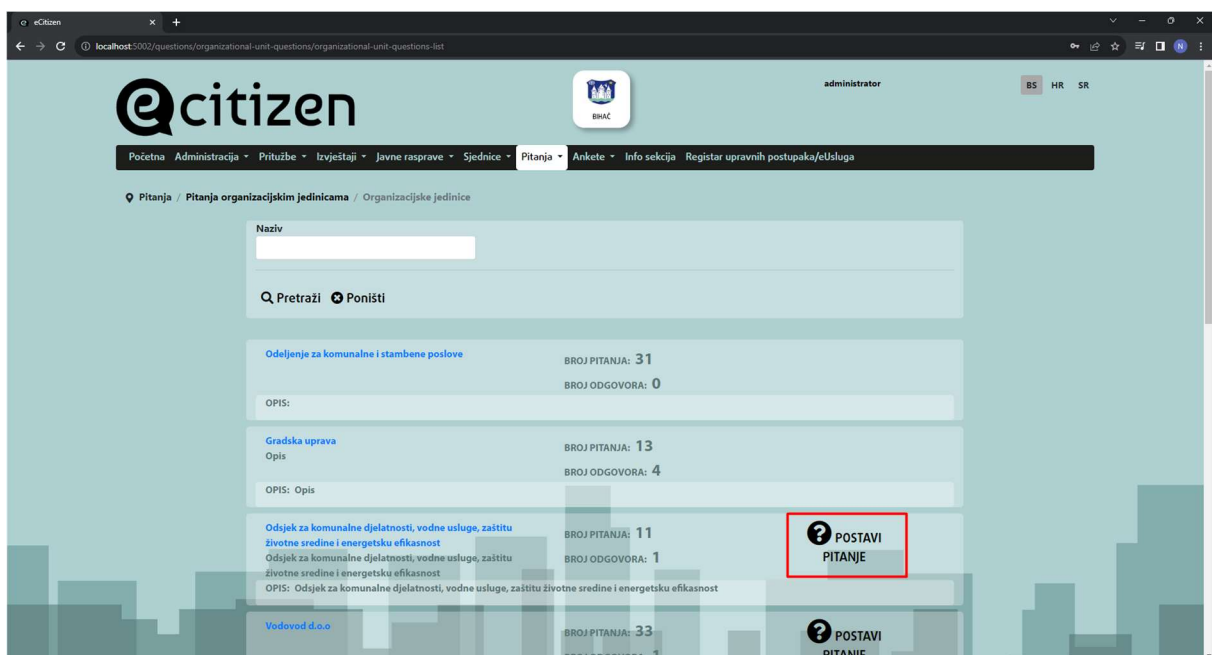 eCitizen
localhost:5002/questions/organizational-unit-questions/organizational-unit-questions-list
N
ecitizen
BIHAĆ
administrator
BS HR SR
Početna Administracija Pritužbe Izvještaji Javne rasprave Sjednice Pitanja Ankete Info sekcija Registar upravnih postupaka/eUsluga
Pitanja / Pitanja organizacijskim jedinicama / Organizacijske jedinice
Naziv
Pretraži Poništi
Odeljenje za komunalne i stambene poslove
BROJ PITANJA: 31
BROJ ODGOVORA: 0
OPIS:
Gradska uprava
Opis
BROJ PITANJA: 13
BROJ ODGOVORA: 4
OPIS: Opis
Odsjek za komunalne djelatnosti, vodne usluge, zaštitu
životne sredine i energetsku efikasnost
Odsjek za komunalne djelatnosti, vodne usluge, zaštitu
životne sredine i energetsku efikasnost
BROJ PITANJA: 11
BROJ ODGOVORA: 1
POSTAVI
PITANJE
OPIS: Odsjek za komunalne djelatnosti, vodne usluge, zaštitu životne sredine i energetsku efikasnost
Vodovod d.o.o
BROJ PITANJA: 33
BROJ ODGOVORA: 1
POSTAVI
PITANJE